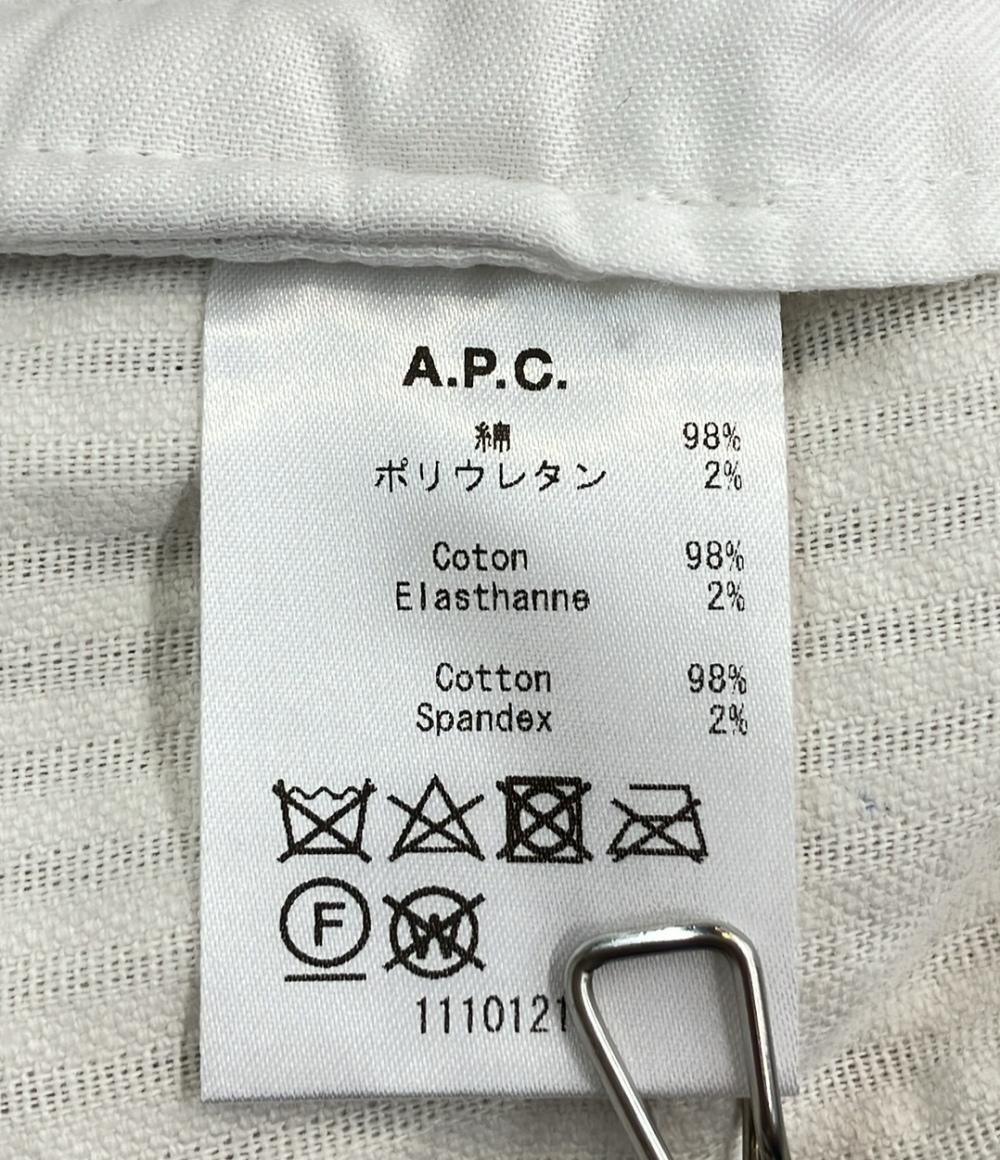 A.P.C.
綿 98%
ポリウレタン 2%
Coton 98%
Elasthanne 2%
Cotton 98%
Spandex 2%
F W
1110121